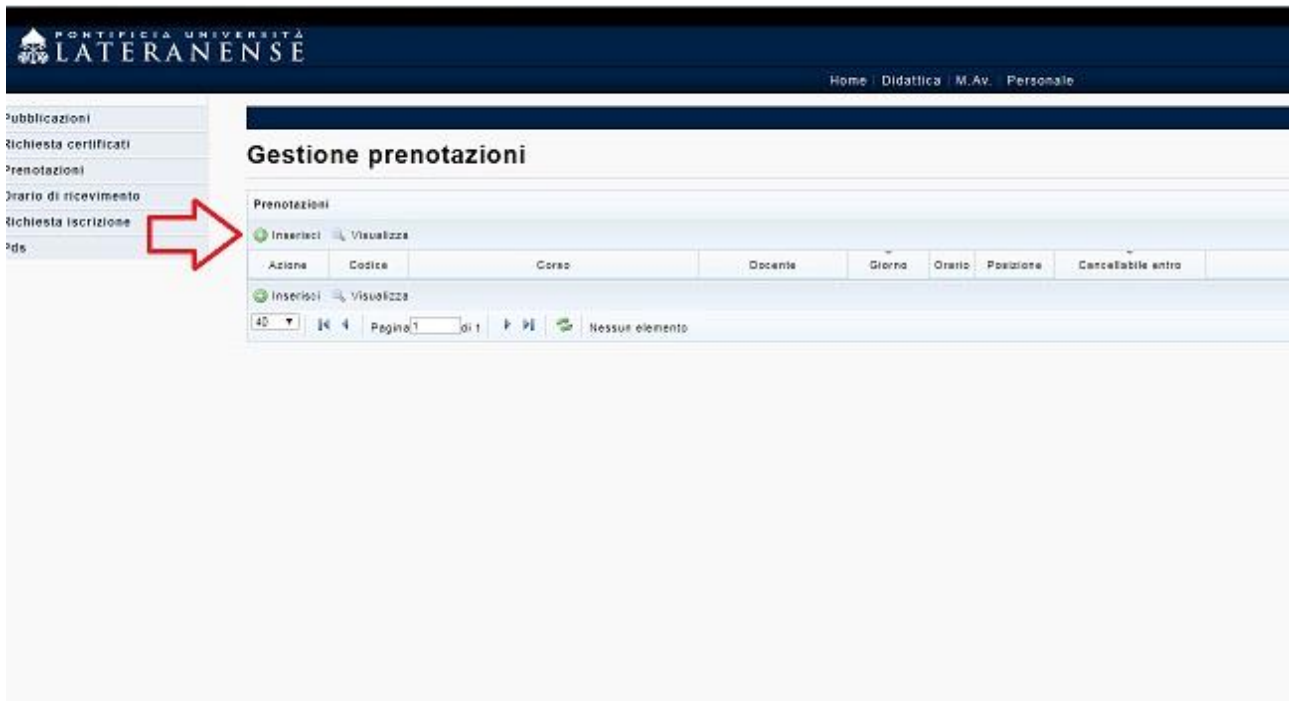 PONTIFICIA UNIVERSITÀ
LATERANENSE
Home Didattica M.Av. Personale
Pubblicazioni
Richiesta certificati
Prenotazioni
Orario di ricevimento
Richiesta iscrizione
Pds
Gestione prenotazioni
Prenotazioni
Inserisci Visualizza
Azione Codice Corso Docente Giorno Orario Posizione Cancellabile entro
Inserisci Visualizza
40 Pagina 1 di 1 Nessun elemento